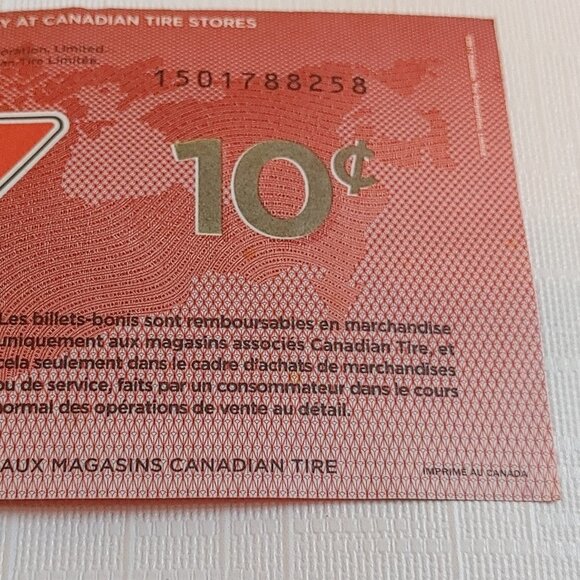 Y AT CANADIAN TIRE STORES
oration, Limited.
an Tire Limitée.
1501788258
10¢
Les billets-bonis sont remboursables en marchandise
uniquement aux magasins associés Canadian Tire, et
cela seulement dans le cadre d'achats de marchandises
ou de service, faits par un consommateur dans le cours
normal des opérations de vente au détail.
AUX MAGASINS CANADIAN TIRE
IMPRIMÉ AU CANADA